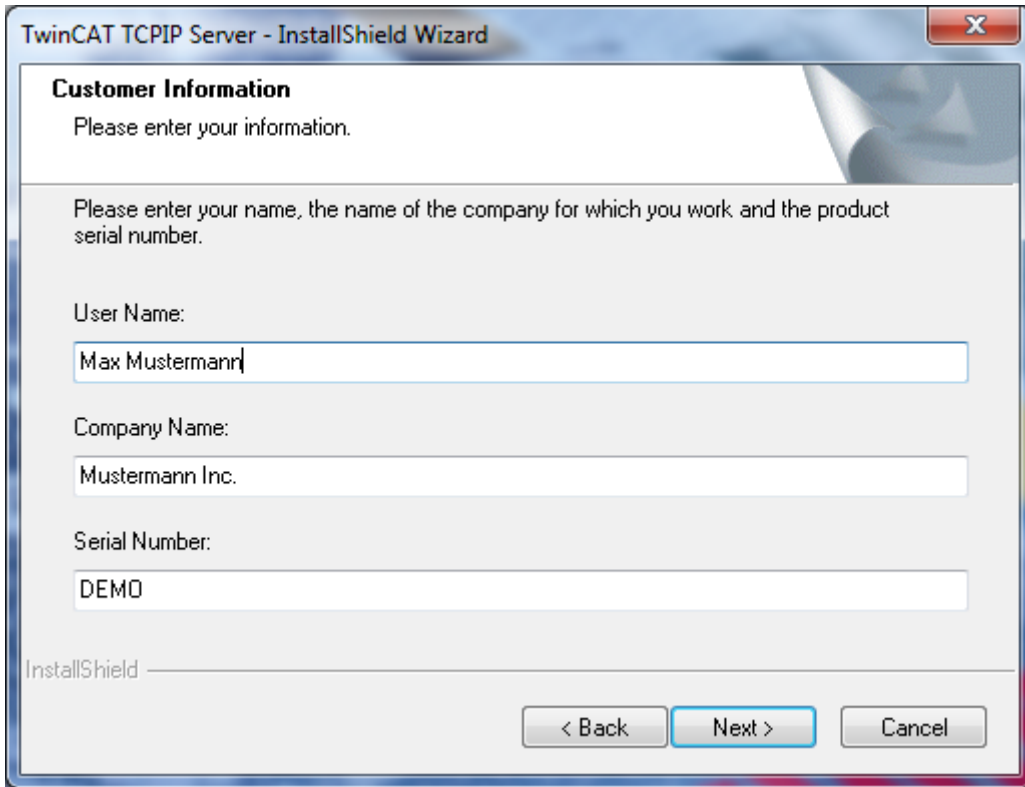 TwinCAT TCPIP Server - InstallShield Wizard
Customer Information
Please enter your information.
Please enter your name, the name of the company for which you work and the product
serial number.
User Name:
Max Mustermann
Company Name:
Mustermann Inc.
Serial Number:
DEMO
InstallShield
< Back Next > Cancel